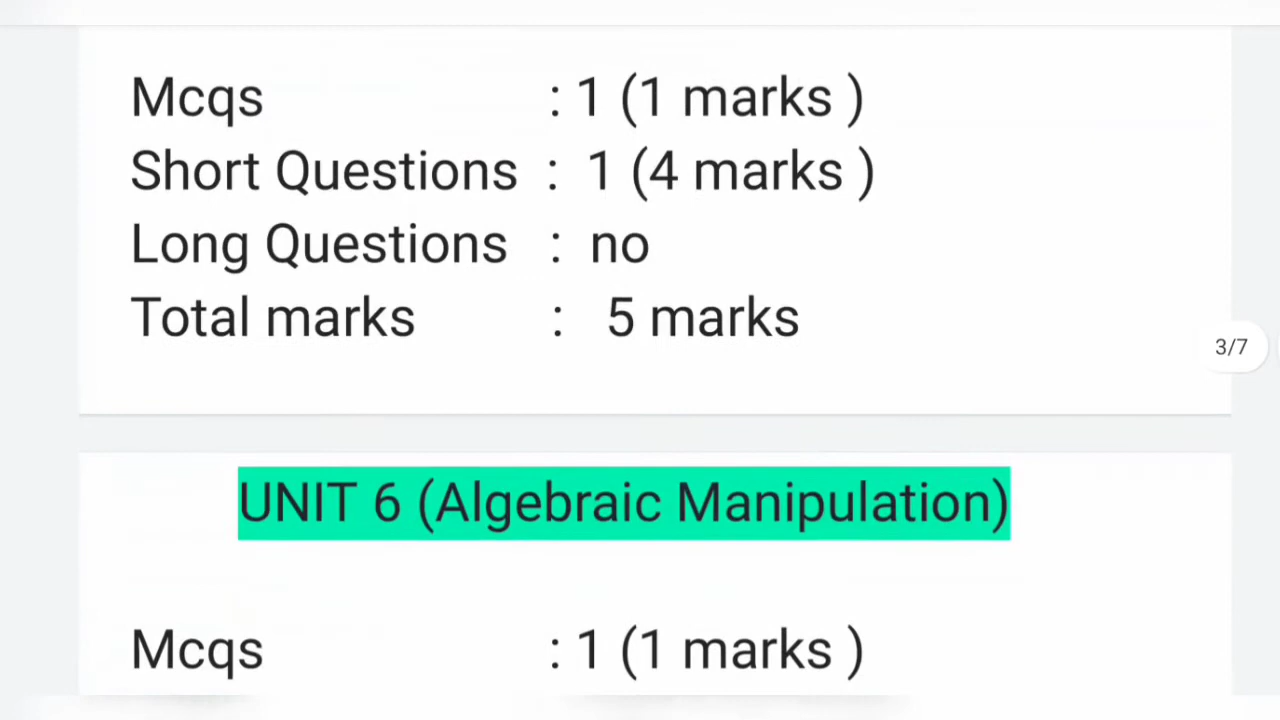 Mcqs : 1 (1 marks )
Short Questions : 1 (4 marks )
Long Questions : no
Total marks : 5 marks
3/7
UNIT 6 (Algebraic Manipulation)
Mcqs : 1 (1 marks )